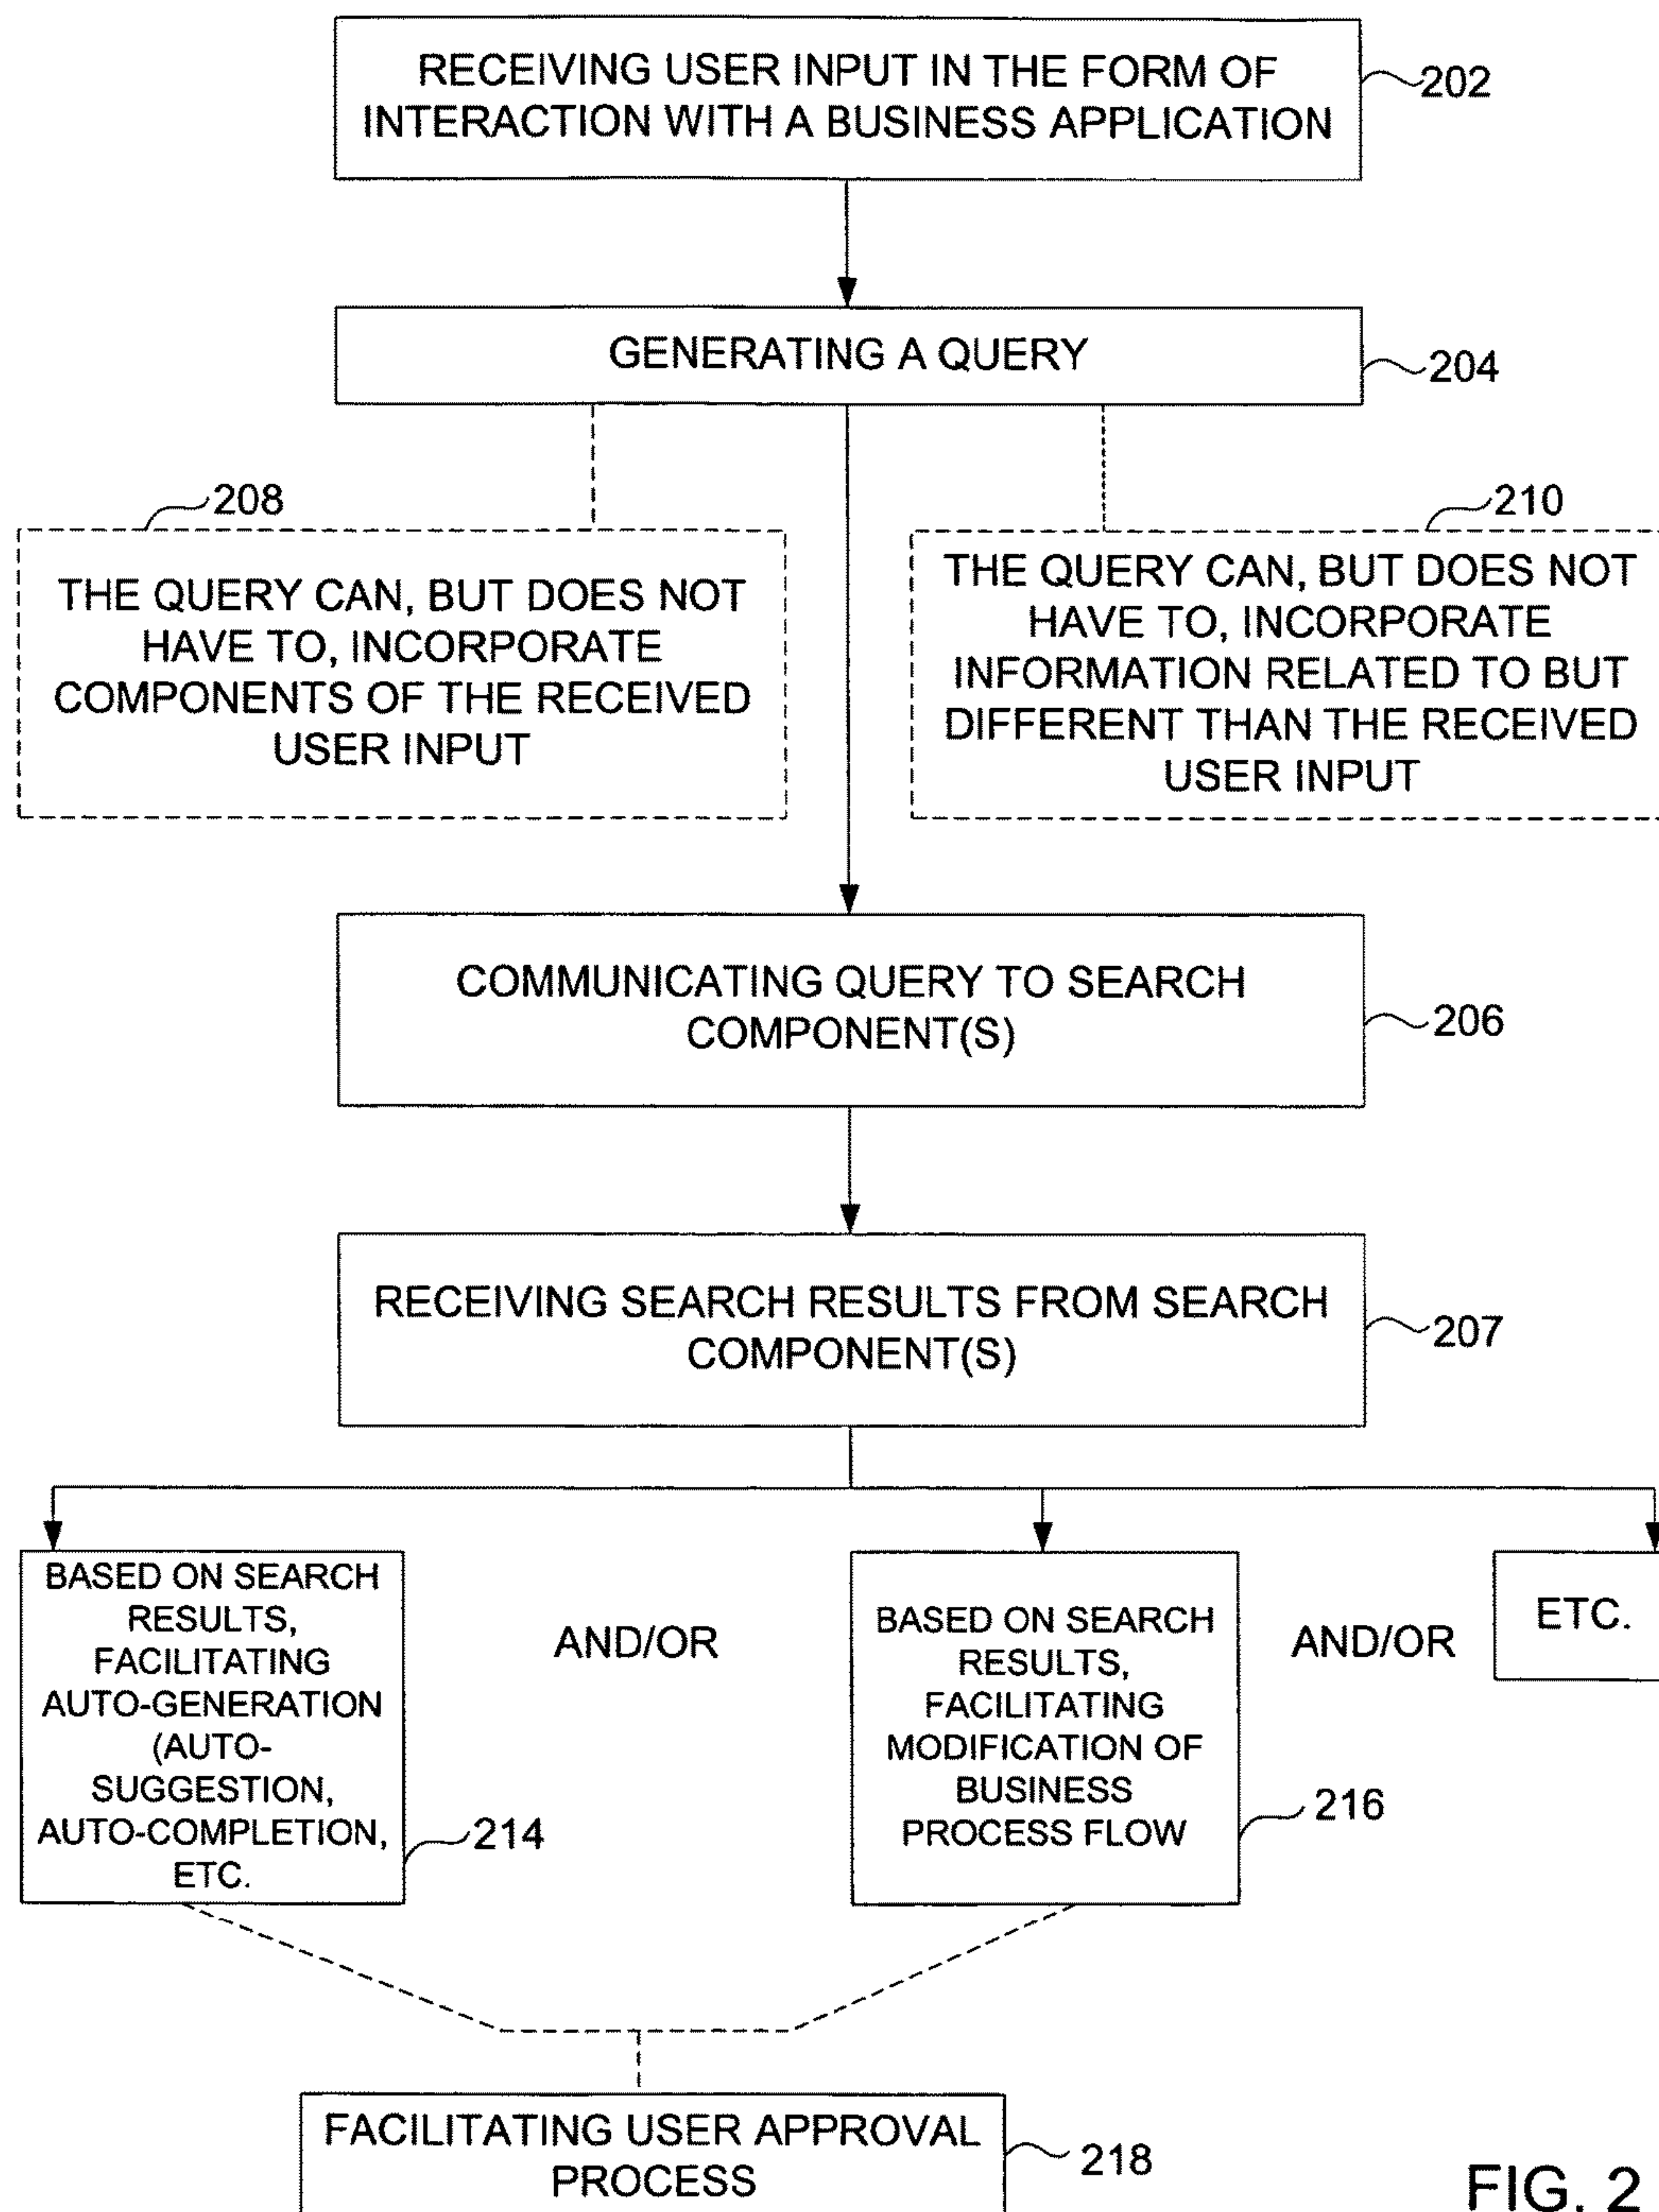 RECEIVING USER INPUT IN THE FORM OF
INTERACTION WITH A BUSINESS APPLICATION
202
GENERATING A QUERY
204
208
THE QUERY CAN, BUT DOES NOT
HAVE TO, INCORPORATE
COMPONENTS OF THE RECEIVED
USER INPUT
210
THE QUERY CAN, BUT DOES NOT
HAVE TO, INCORPORATE
INFORMATION RELATED TO BUT
DIFFERENT THAN THE RECEIVED
USER INPUT
COMMUNICATING QUERY TO SEARCH
COMPONENT(S)
206
RECEIVING SEARCH RESULTS FROM SEARCH
COMPONENT(S)
207
BASED ON SEARCH
RESULTS,
FACILITATING
AUTO-GENERATION
(AUTO-
SUGGESTION,
AUTO-COMPLETION,
ETC.
214
AND/OR
BASED ON SEARCH
RESULTS,
FACILITATING
MODIFICATION OF
BUSINESS
PROCESS FLOW
216
AND/OR
ETC.
FACILITATING USER APPROVAL
PROCESS
218
FIG. 2